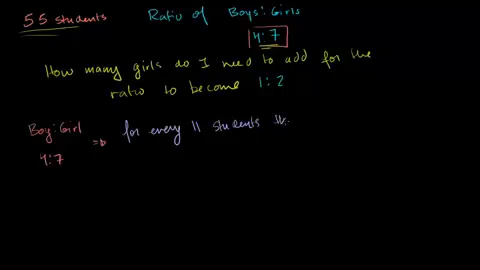 55 students
Ratio of Boys:Girls
4:7
How many girls do I need to add for the
ratio to become 1:2
Boy:Girl
4:7
⇒ for every 11 students